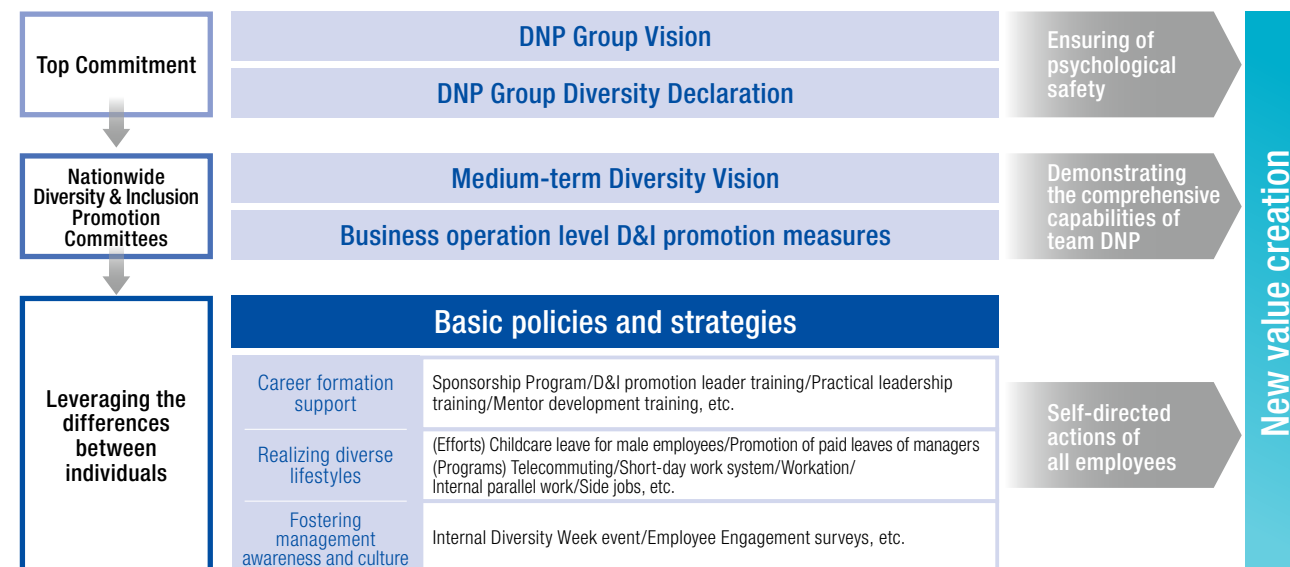 Top Commitment
DNP Group Vision
DNP Group Diversity Declaration
Ensuring of
psychological
safety
Nationwide
Diversity & Inclusion
Promotion
Committees
Medium-term Diversity Vision
Business operation level D&I promotion measures
Demonstrating
the comprehensive
capabilities of
team DNP
Leveraging the
differences
between
individuals
Basic policies and strategies
Career formation
support
Sponsorship Program/D&I promotion leader training/Practical leadership
training/Mentor development training, etc.
Realizing diverse
lifestyles
(Efforts) Childcare leave for male employees/Promotion of paid leaves of managers
(Programs) Telecommuting/Short-day work system/Workation/
Internal parallel work/Side jobs, etc.
Fostering
management
awareness and culture
Internal Diversity Week event/Employee Engagement surveys, etc.
Self-directed
actions of
all employees
New value creation